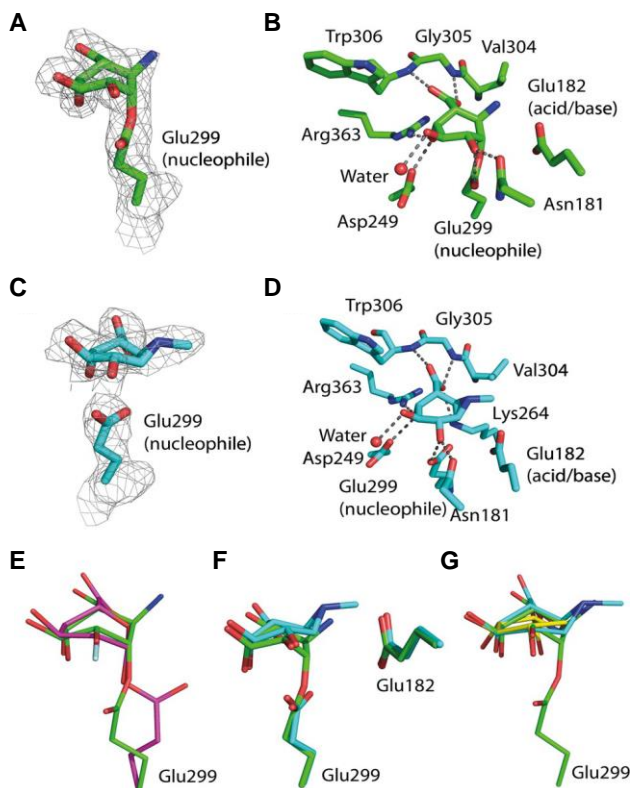 A
Glu299
(nucleophile)
B
Trp306
Gly305
Val304
Glu182
(acid/base)
Arg363
Water
Asp249
Glu299
(nucleophile)
Asn181
C
Glu299
(nucleophile)
D
Trp306
Gly305
Val304
Arg363
Lys264
Water
Asp249
Glu182
(acid/base)
Glu299
(nucleophile)
Asn181
E
Glu299
F
Glu182
Glu299
G
Glu299